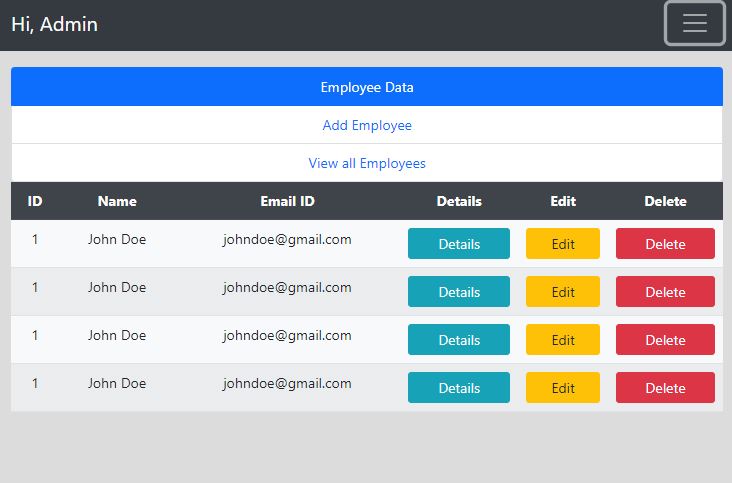 Hi, Admin
Employee Data
Add Employee
View all Employees
ID Name Email ID Details Edit Delete
1 John Doe johndoe@gmail.com Details Edit Delete
1 John Doe johndoe@gmail.com Details Edit Delete
1 John Doe johndoe@gmail.com Details Edit Delete
1 John Doe johndoe@gmail.com Details Edit Delete